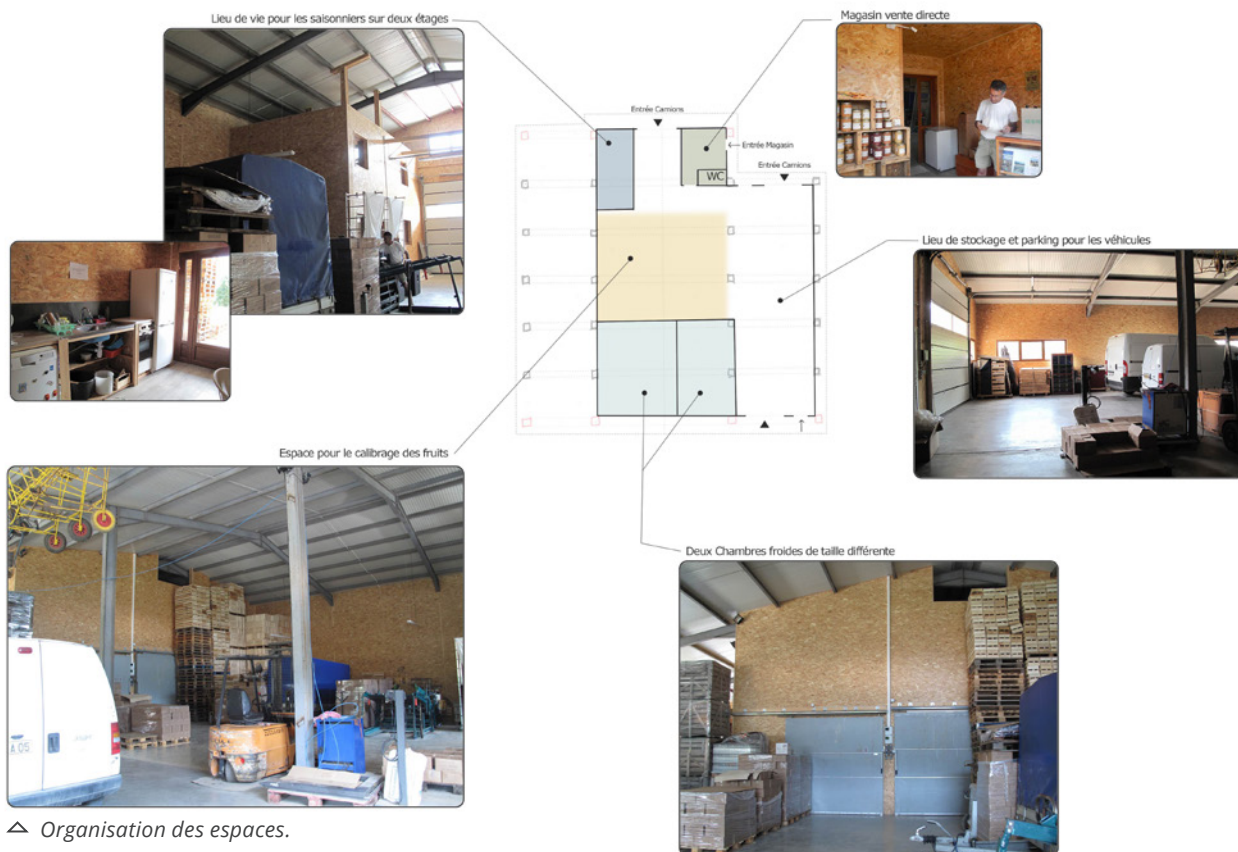 Lieu de vie pour les saisonniers sur deux étages
Magasin vente directe
Entrée Camions
Entrée Magasin
Entrée Camions
WC
Lieu de stockage et parking pour les véhicules
Espace pour le calibrage des fruits
Deux Chambres froides de taille différente
A 05
Organisation des espaces.